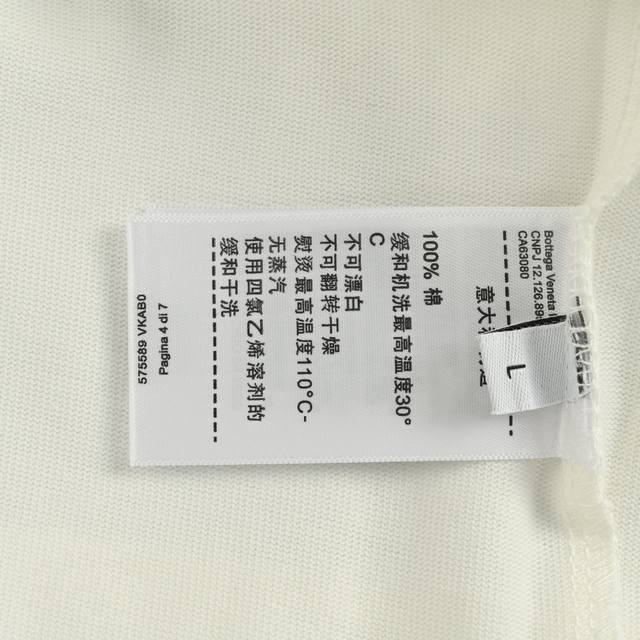 Bottega Veneta
CNPJ 12.126.89
CA63080
意大
L
100% 棉
缓和机洗最高温度30°
C
不可漂白
不可翻转干燥
熨烫最高温度110°C-
无蒸汽
使用四氯乙烯溶剂的
缓和干洗
Pagina 4 di 7
575589 VKAB0